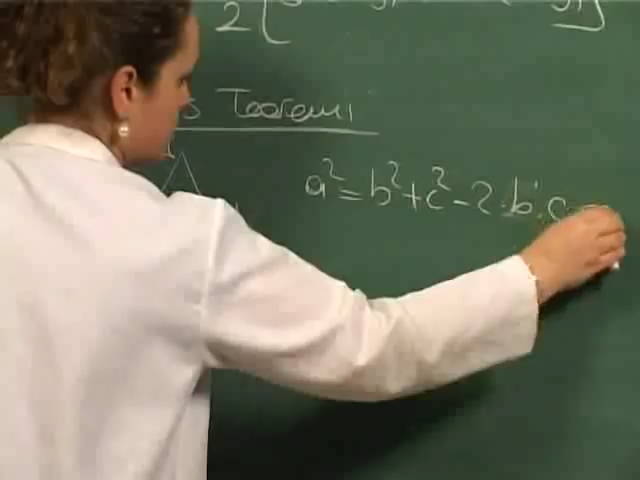 2 [
s Teoremi
a² = b² + c² - 2 · b · c